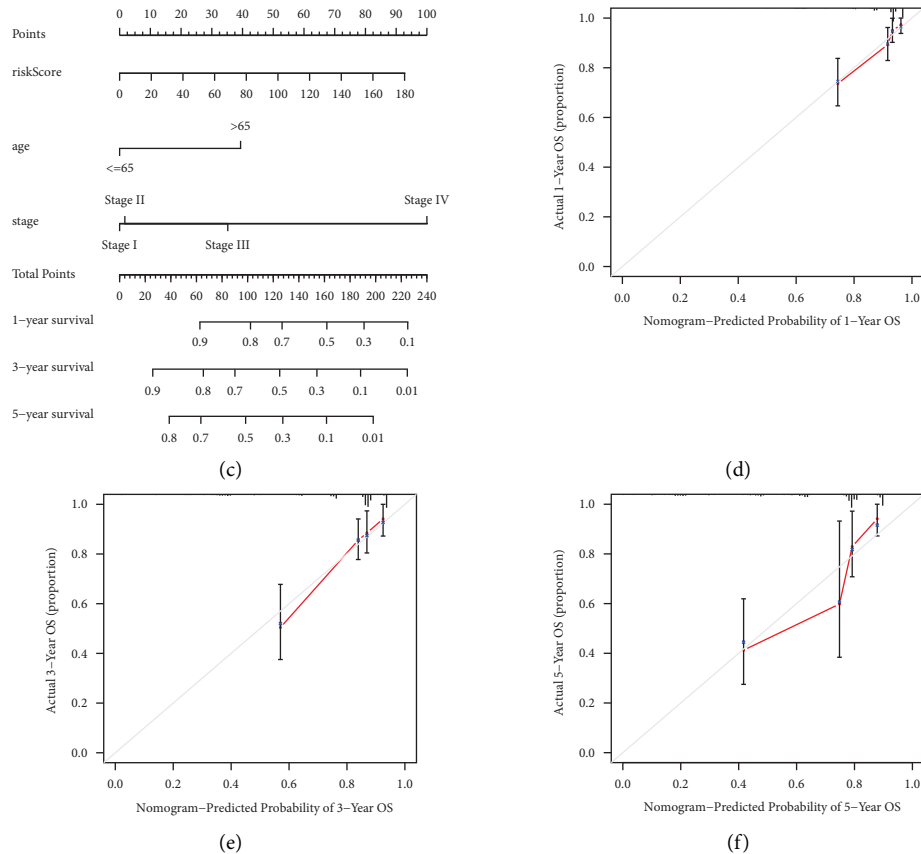 0 20 40 60 80 100
Points
riskScore
0 20 40 60 80 100 120 140 160 180
>65
age
<=65
Stage II Stage IV
stage
Stage I Stage III
Total Points
0 20 40 60 80 100 120 140 160 180 200 220 240
1−year survival
0.9 0.8 0.7 0.5 0.3 0.1
3−year survival
0.9 0.8 0.7 0.5 0.3 0.1 0.01
5−year survival
0.8 0.7 0.5 0.3 0.1 0.01
(c)
Actual 1−Year OS (proportion)
1.0
0.8
0.6
0.4
0.2
0.0
0.0 0.2 0.4 0.6 0.8 1.0
Nomogram−Predicted Probability of 1−Year OS
(d)
Actual 3−Year OS (proportion)
1.0
0.8
0.6
0.4
0.2
0.0
0.0 0.2 0.4 0.6 0.8 1.0
Nomogram−Predicted Probability of 3−Year OS
(e)
Actual 5−Year OS (proportion)
1.0
0.8
0.6
0.4
0.2
0.0
0.0 0.2 0.4 0.6 0.8 1.0
Nomogram−Predicted Probability of 5−Year OS
(f)